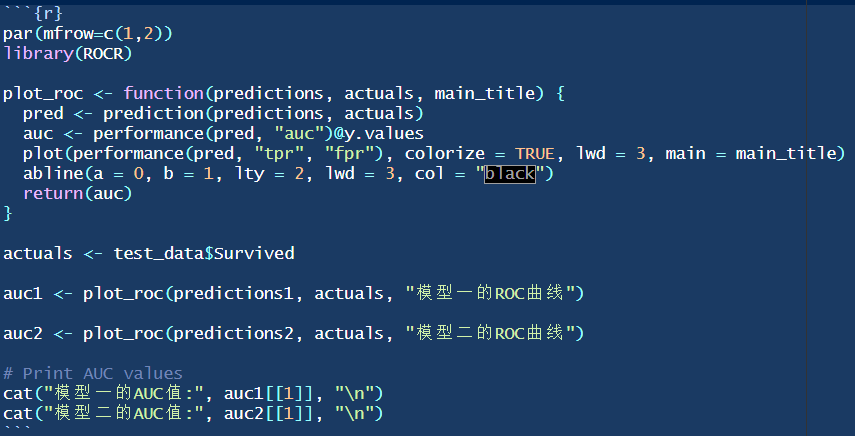 ```{r}
par(mfrow=c(1,2))
library(ROCR)

plot_roc <- function(predictions, actuals, main_title) {
  pred <- prediction(predictions, actuals)
  auc <- performance(pred, "auc")@y.values
  plot(performance(pred, "tpr", "fpr"), colorize = TRUE, lwd = 3, main = main_title)
  abline(a = 0, b = 1, lty = 2, lwd = 3, col = "black")
  return(auc)
}

actuals <- test_data$Survived

auc1 <- plot_roc(predictions1, actuals, "模型一的ROC曲线")

auc2 <- plot_roc(predictions2, actuals, "模型二的ROC曲线")

# Print AUC values
cat("模型一的AUC值:", auc1[[1]], "\n")
cat("模型二的AUC值:", auc2[[1]], "\n")
```